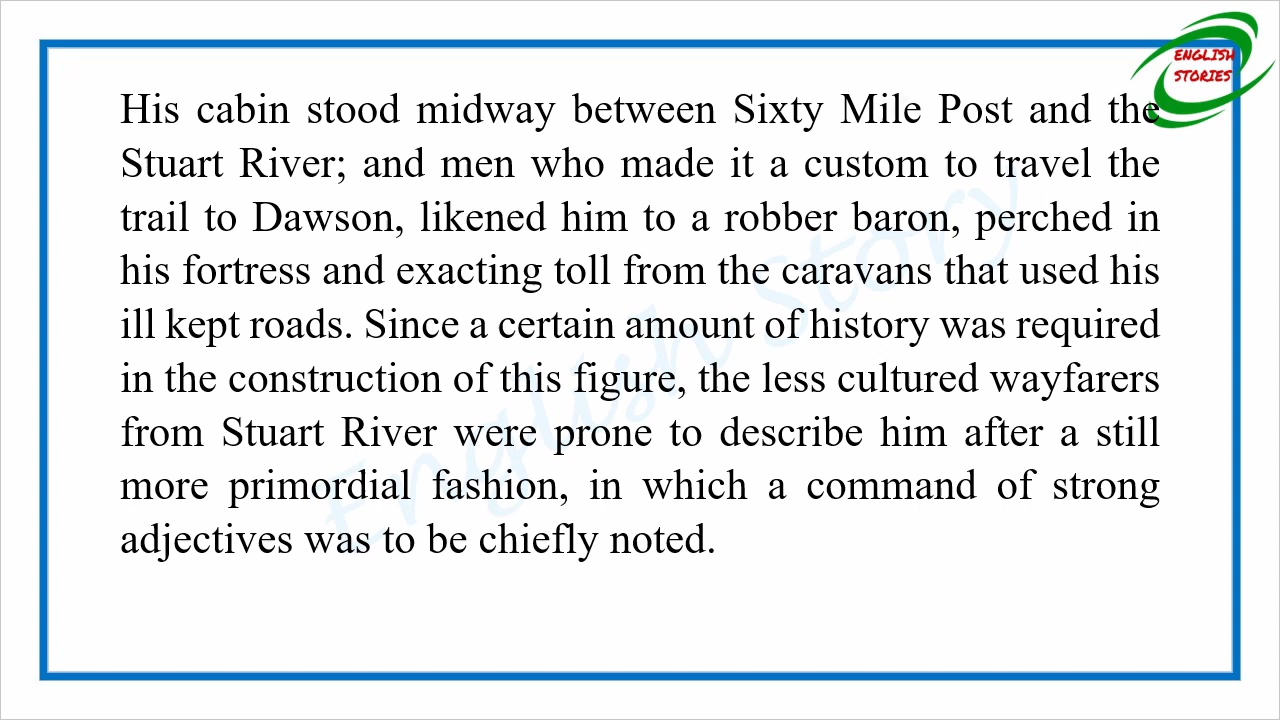 ENGLISH
STORIES
His cabin stood midway between Sixty Mile Post and the
Stuart River; and men who made it a custom to travel the
trail to Dawson, likened him to a robber baron, perched in
his fortress and exacting toll from the caravans that used his
ill kept roads. Since a certain amount of history was required
in the construction of this figure, the less cultured wayfarers
from Stuart River were prone to describe him after a still
more primordial fashion, in which a command of strong
adjectives was to be chiefly noted.
English Story